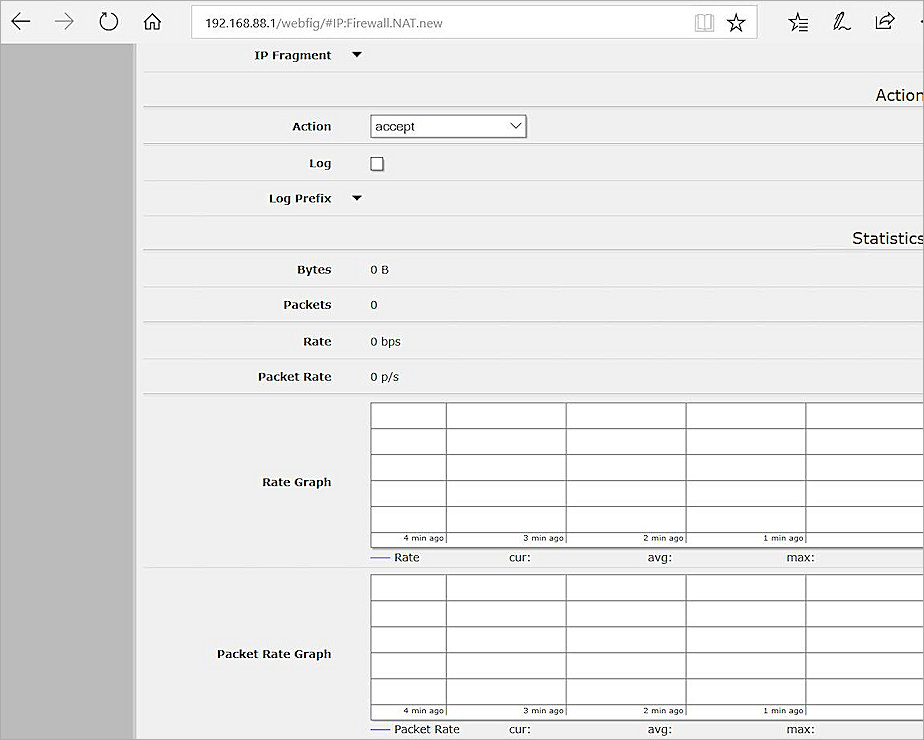 192.168.88.1/webfig/#IP:Firewall.NAT.new
IP Fragment
Action
Action accept
Log
Log Prefix
Statistics
Bytes 0 B
Packets 0
Rate 0 bps
Packet Rate 0 p/s
Rate Graph
4 min ago 3 min ago 2 min ago 1 min ago
Rate cur: avg: max:
Packet Rate Graph
4 min ago 3 min ago 2 min ago 1 min ago
Packet Rate cur: avg: max: